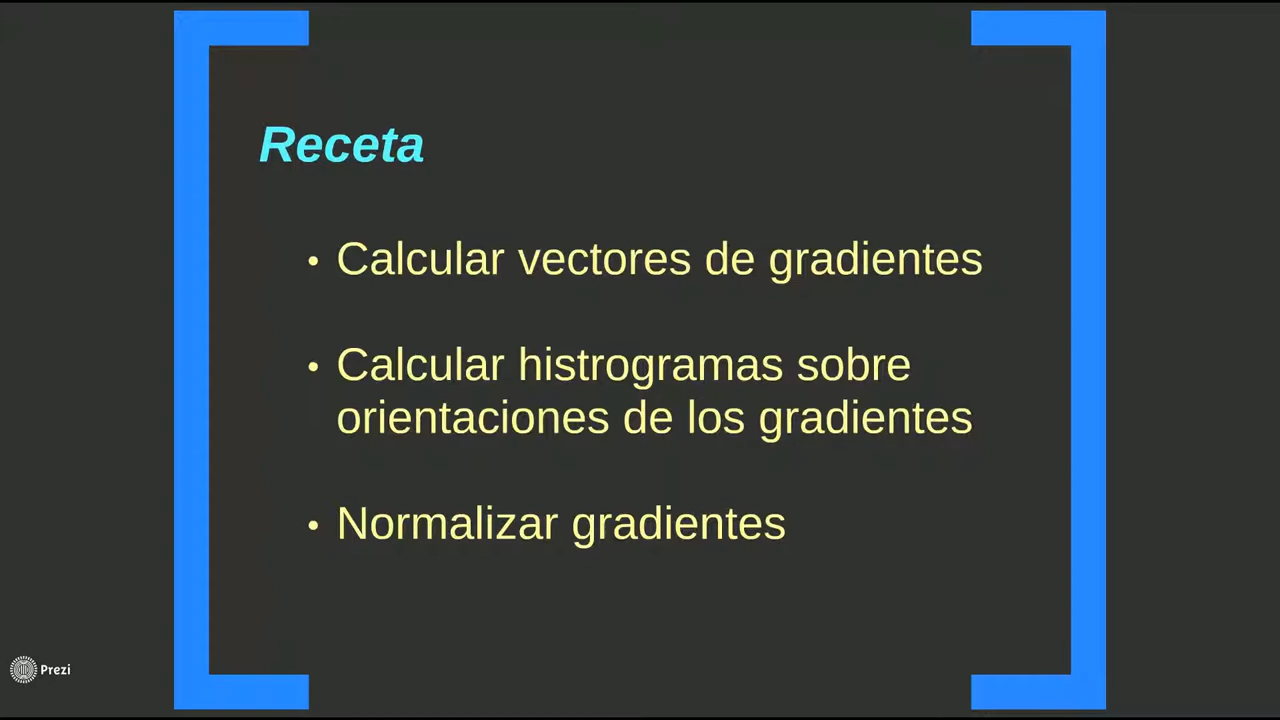 Receta
• Calcular vectores de gradientes
• Calcular histrogramas sobre
orientaciones de los gradientes
• Normalizar gradientes
Prezi